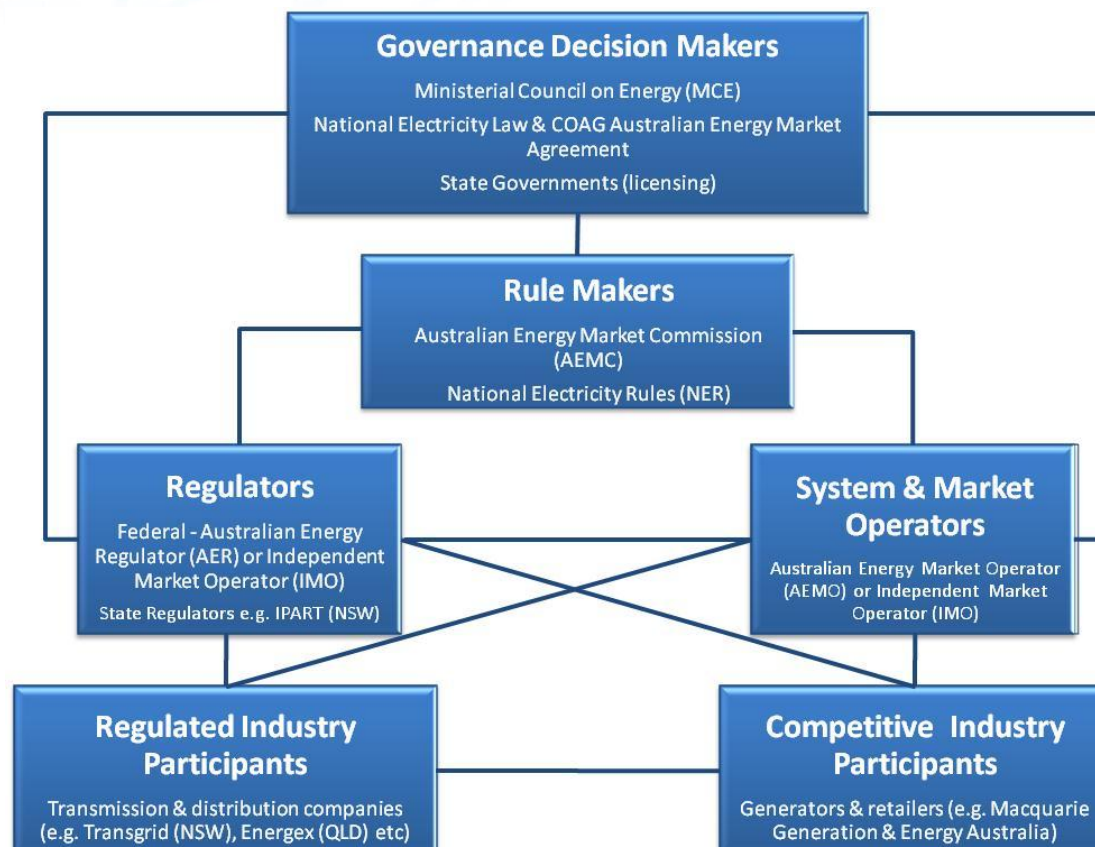 Governance Decision Makers
Ministerial Council on Energy (MCE)
National Electricity Law & COAG Australian Energy Market
Agreement
State Governments (licensing)
Rule Makers
Australian Energy Market Commission
(AEMC)
National Electricity Rules (NER)
Regulators
Federal - Australian Energy
Regulator (AER) or Independent
Market Operator (IMO)
State Regulators e.g. IPART (NSW)
System & Market
Operators
Australian Energy Market Operator
(AEMO) or Independent Market
Operator (IMO)
Regulated Industry
Participants
Transmission & distribution companies
(e.g. Transgrid (NSW), Energex (QLD) etc)
Competitive Industry
Participants
Generators & retailers (e.g. Macquarie
Generation & Energy Australia)